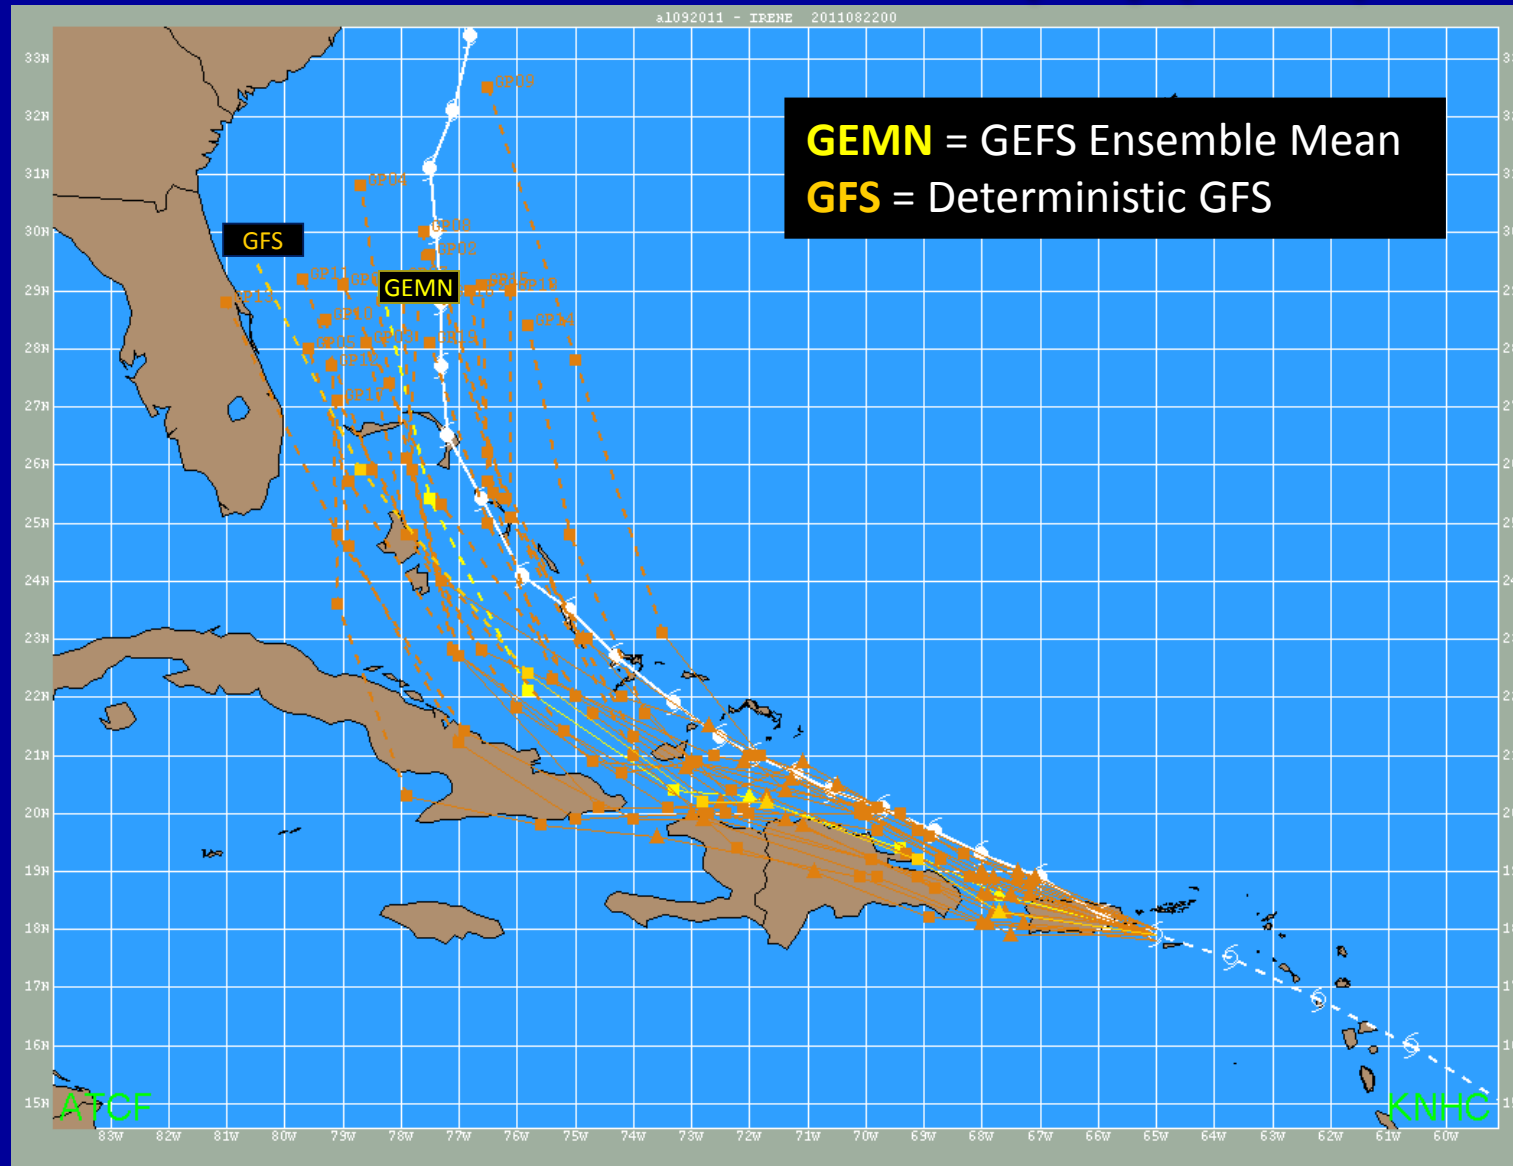 al092011 - IRENE 2011082200
GEMN = GEFS Ensemble Mean
GFS = Deterministic GFS
33N
32N
31N
30N
29N
28N
27N
26N
25N
24N
23N
22N
21N
20N
19N
18N
17N
16N
15N
GP09
GP04
GFS
GEMN
GP14
ATCF
KNHC
83W 82W 81W 80W 79W 78W 77W 76W 75W 74W 73W 72W 71W 70W 69W 68W 67W 66W 65W 64W 63W 62W 61W 60W